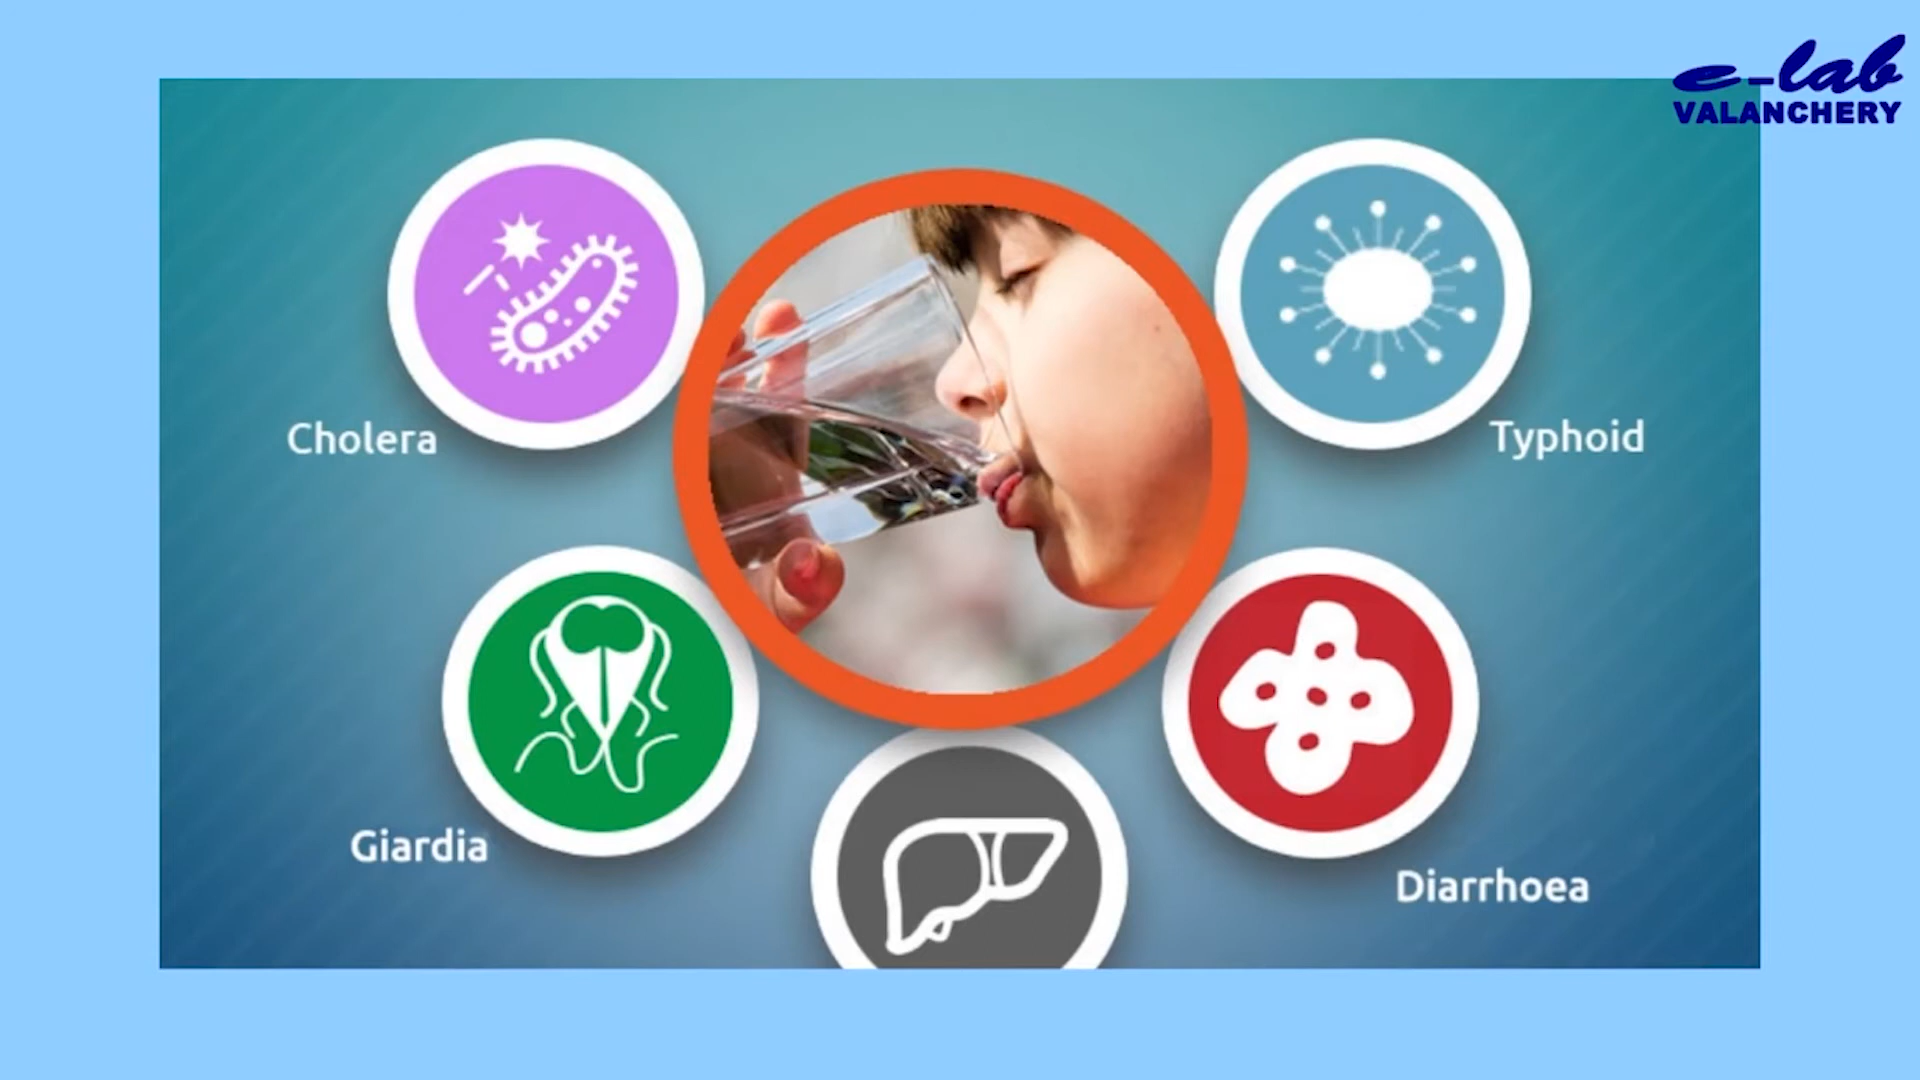 e-lab
VALANCHERY
Cholera
Typhoid
Giardia
Diarrhoea